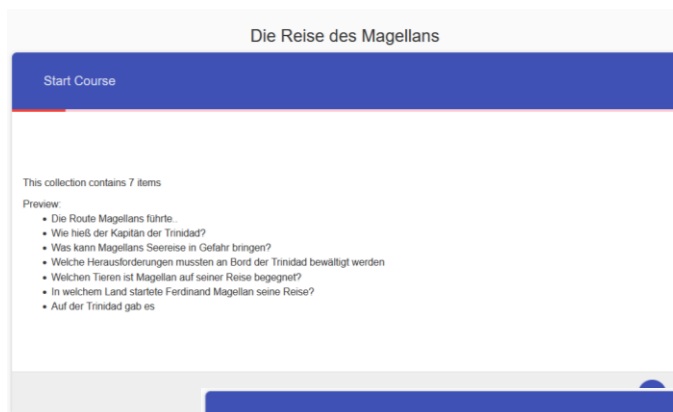 Die Reise des Magellans
Start Course
This collection contains 7 items
Preview:
• Die Route Magellans führte..
• Wie hieß der Kapitän der Trinidad?
• Was kann Magellans Seereise in Gefahr bringen?
• Welche Herausforderungen mussten an Bord der Trinidad bewältigt werden
• Welchen Tieren ist Magellan auf seiner Reise begegnet?
• In welchem Land startete Ferdinand Magellan seine Reise?
• Auf der Trinidad gab es